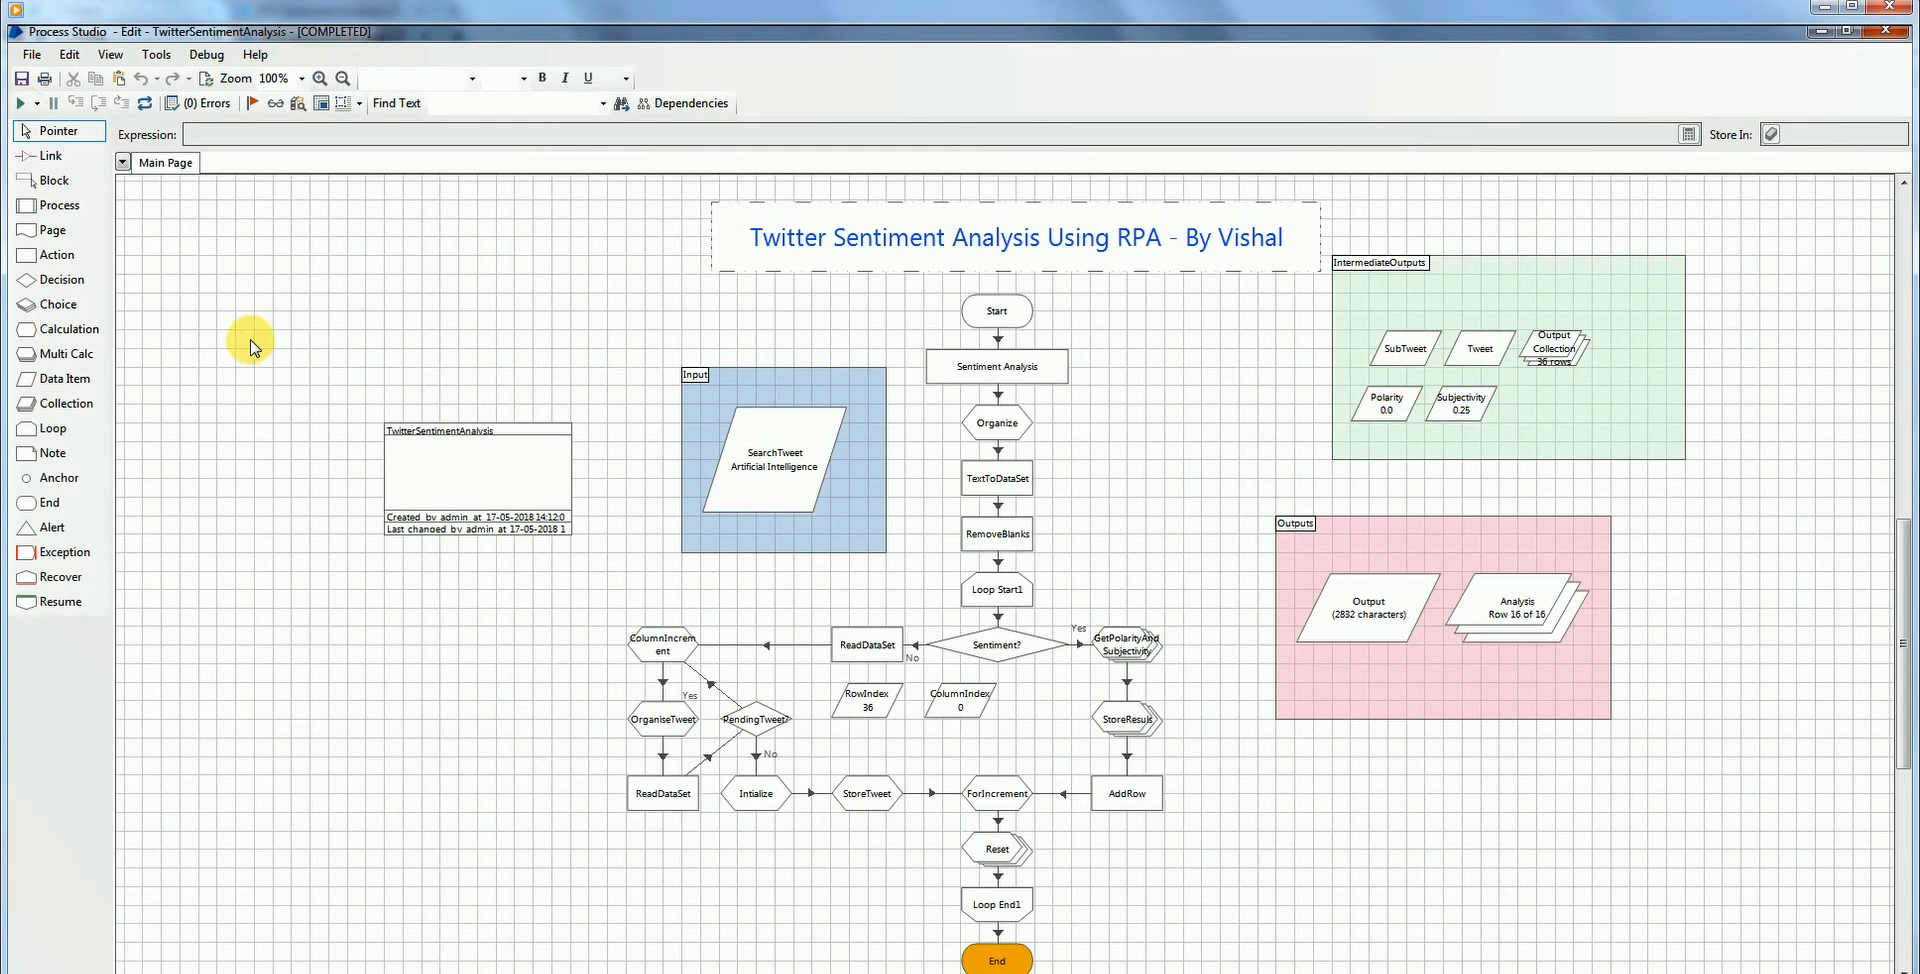 Process Studio - Edit - TwitterSentimentAnalysis - [COMPLETED]
File Edit View Tools Debug Help
Zoom 100% B I U
(0) Errors Find Text Dependencies
Pointer
Link
Block
Process
Page
Action
Decision
Choice
Calculation
Multi Calc
Data Item
Collection
Loop
Note
Anchor
End
Alert
Exception
Recover
Resume
Expression: Store In:
Main Page
Twitter Sentiment Analysis Using RPA - By Vishal
IntermediateOutputs
SubTweet
Tweet
Output
Collection
36 rows
Polarity
0.0
Subjectivity
0.25
Start
Sentiment Analysis
Organize
TextToDataSet
RemoveBlanks
Loop Start1
Input
SearchTweet
Artificial Intelligence
TwitterSentimentAnalysis
Created by admin at 17-05-2018 14:12:0
Last changed by admin at 17-05-2018 1
Outputs
Output
(2832 characters)
Analysis
Row 16 of 16
ColumnIncrem
ent
ReadDataSet
No
Sentiment?
Yes
GetPolarityAnd
Subjectivity
RowIndex
36
ColumnIndex
0
Yes
OrganiseTweet
PendingTweet?
StoreResuls
No
ReadDataSet
Intialize
StoreTweet
ForIncrement
AddRow
Reset
Loop End1
End